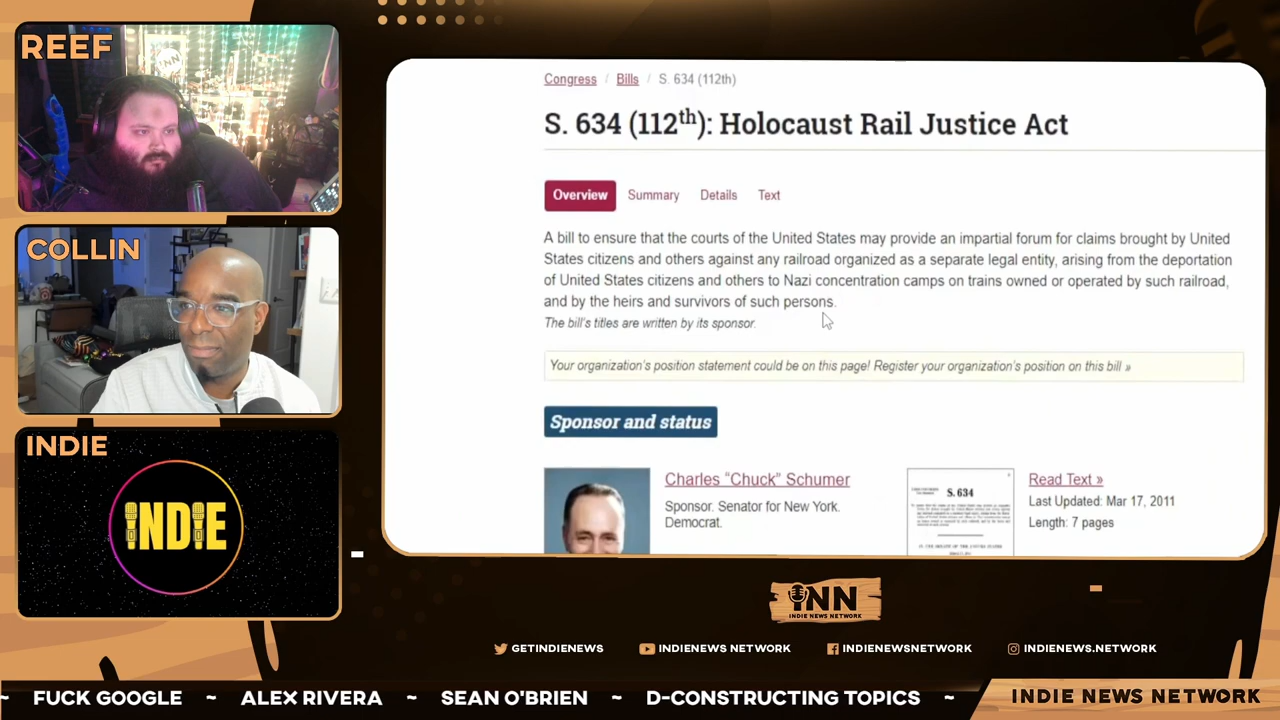 REEF
COLLIN
INDIE
INDIE
Congress / Bills / S. 634 (112th)
S. 634 (112th): Holocaust Rail Justice Act
Overview Summary Details Text
A bill to ensure that the courts of the United States may provide an impartial forum for claims brought by United
States citizens and others against any railroad organized as a separate legal entity, arising from the deportation
of United States citizens and others to Nazi concentration camps on trains owned or operated by such railroad,
and by the heirs and survivors of such persons.
The bill's titles are written by its sponsor.
Your organization's position statement could be on this page! Register your organization's position on this bill »
Sponsor and status
Charles “Chuck” Schumer
Sponsor. Senator for New York.
Democrat.
S. 634
Read Text »
Last Updated: Mar 17, 2011
Length: 7 pages
INN
INDIE NEWS NETWORK
GETINDIENEWS INDIENEWS NETWORK INDIENEWSNETWORK INDIENEWS.NETWORK
~ FUCK GOOGLE ~ ALEX RIVERA ~ SEAN O'BRIEN ~ D-CONSTRUCTING TOPICS ~
INDIE NEWS NETWORK